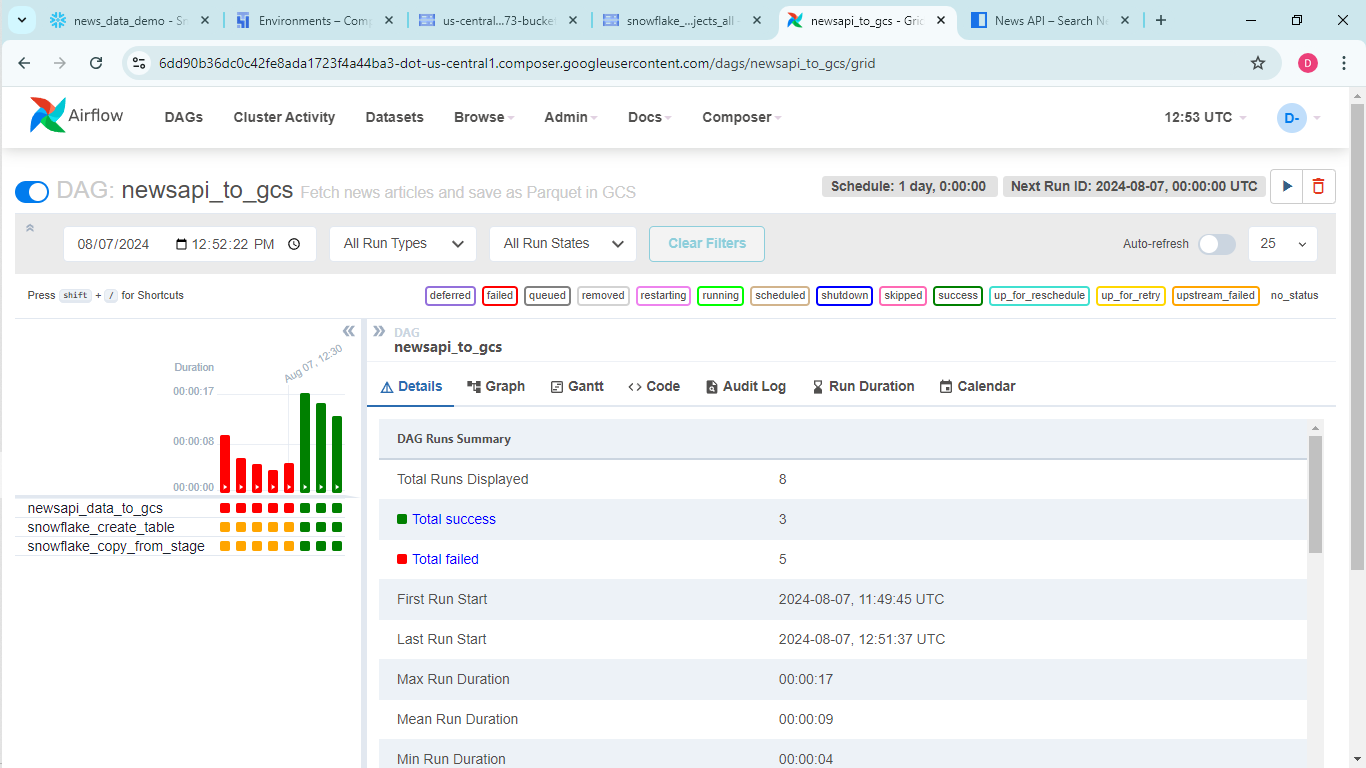 news_data_demo - Sn
Environments – Comp
us-central...73-bucket
snowflake_...jects_all -
newsapi_to_gcs - Grid
News API – Search Ne
6dd90b36dc0c42fe8ada1723f4a44ba3-dot-us-central1.composer.googleusercontent.com/dags/newsapi_to_gcs/grid
D
Airflow
DAGs
Cluster Activity
Datasets
Browse
Admin
Docs
Composer
12:53 UTC
D-
DAG: newsapi_to_gcs Fetch news articles and save as Parquet in GCS
Schedule: 1 day, 0:00:00
Next Run ID: 2024-08-07, 00:00:00 UTC
08/07/2024 12:52:22 PM
All Run Types
All Run States
Clear Filters
Auto-refresh
25
Press shift + / for Shortcuts
deferred
failed
queued
removed
restarting
running
scheduled
shutdown
skipped
success
up_for_reschedule
up_for_retry
upstream_failed
no_status
Aug 07, 12:30
Duration
00:00:17
00:00:08
00:00:00
newsapi_data_to_gcs
snowflake_create_table
snowflake_copy_from_stage
DAG
newsapi_to_gcs
Details
Graph
Gantt
Code
Audit Log
Run Duration
Calendar
DAG Runs Summary
Total Runs Displayed 8
Total success 3
Total failed 5
First Run Start 2024-08-07, 11:49:45 UTC
Last Run Start 2024-08-07, 12:51:37 UTC
Max Run Duration 00:00:17
Mean Run Duration 00:00:09
Min Run Duration 00:00:04